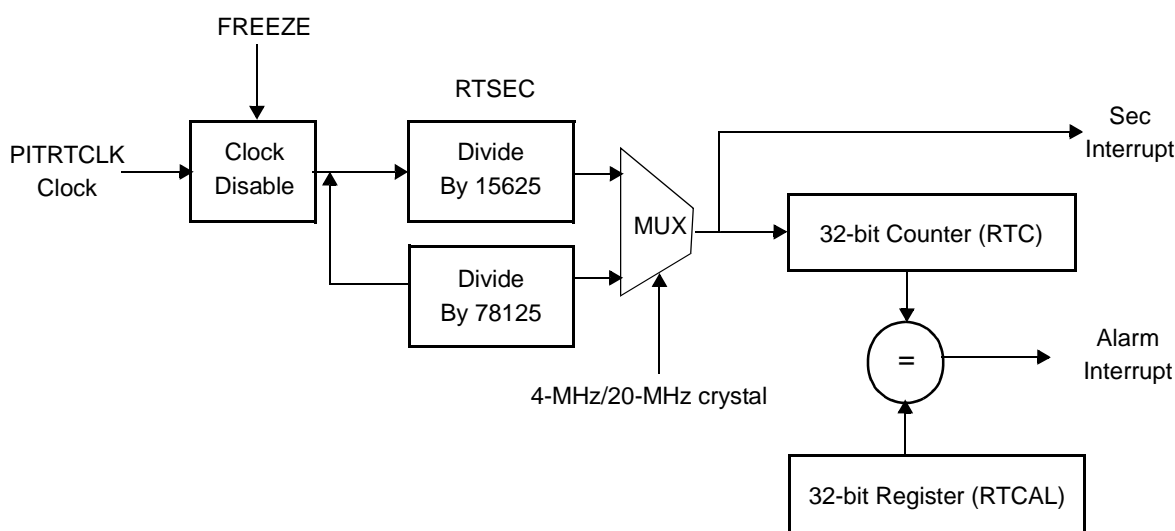 FREEZE
RTSEC
PITRTCLK
Clock
Clock
Disable
Divide
By 15625
Divide
By 78125
MUX
4-MHz/20-MHz crystal
Sec
Interrupt
32-bit Counter (RTC)
=
Alarm
Interrupt
32-bit Register (RTCAL)